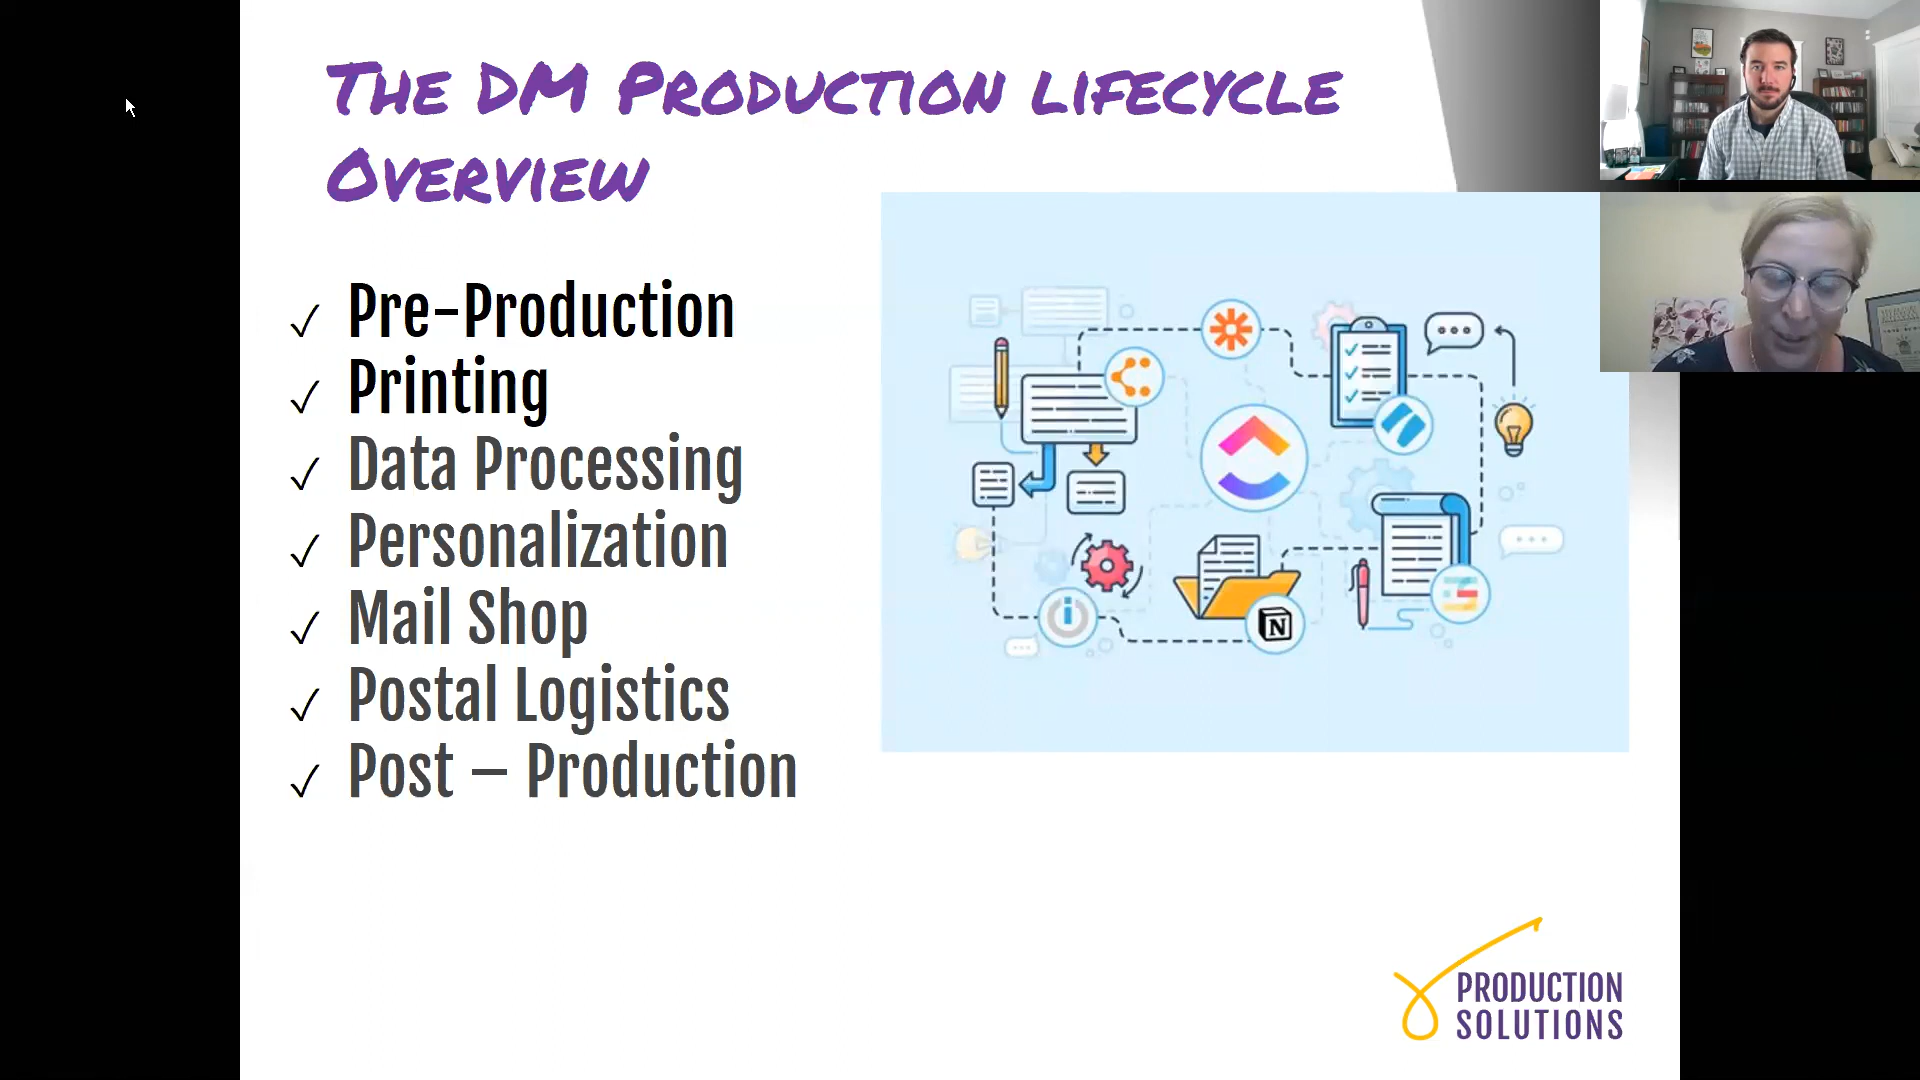 The DM Production lifecycle
Overview
✓ Pre-Production
✓ Printing
✓ Data Processing
✓ Personalization
✓ Mail Shop
✓ Postal Logistics
✓ Post – Production
N
PRODUCTION
SOLUTIONS